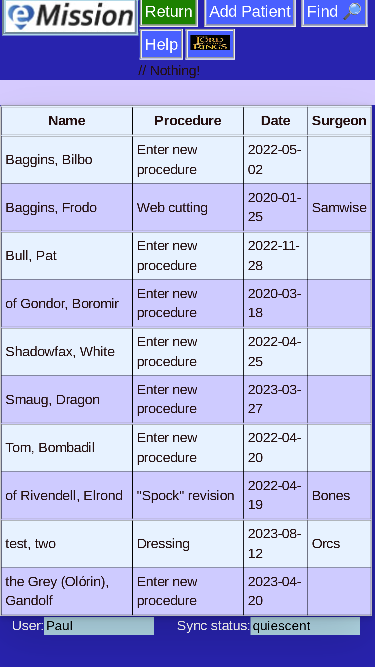 eMission
Return Add Patient Find 🔎
Help LORD OF THE RINGS
// Nothing!
Name Procedure Date Surgeon
Baggins, Bilbo Enter new procedure 2022-05-02
Baggins, Frodo Web cutting 2020-01-25 Samwise
Bull, Pat Enter new procedure 2022-11-28
of Gondor, Boromir Enter new procedure 2020-03-18
Shadowfax, White Enter new procedure 2022-04-25
Smaug, Dragon Enter new procedure 2023-03-27
Tom, Bombadil Enter new procedure 2022-04-20
of Rivendell, Elrond "Spock" revision 2022-04-19 Bones
test, two Dressing 2023-08-12 Orcs
the Grey (Olórin), Gandolf Enter new procedure 2023-04-20
User: Paul Sync status: quiescent